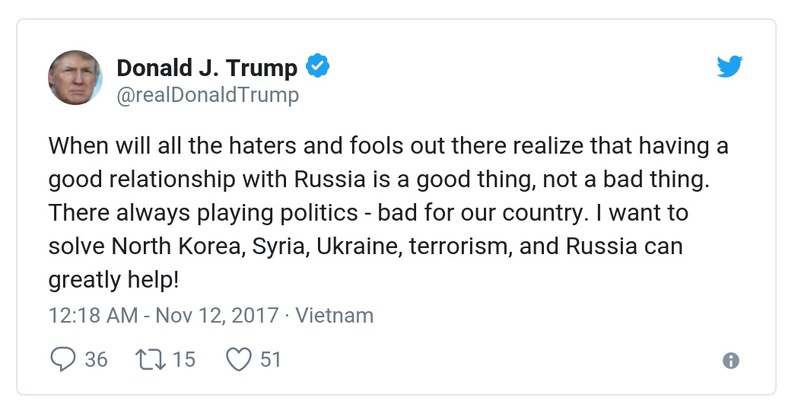 Donald J. Trump
@realDonaldTrump
When will all the haters and fools out there realize that having a
good relationship with Russia is a good thing, not a bad thing.
There always playing politics - bad for our country. I want to
solve North Korea, Syria, Ukraine, terrorism, and Russia can
greatly help!
12:18 AM - Nov 12, 2017 · Vietnam
36 15 51